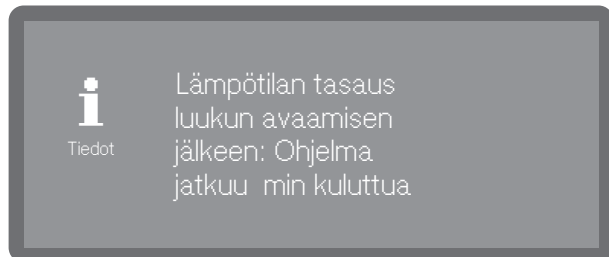 i
Tiedot
Lämpötilan tasaus
luukun avaamisen
jälkeen: Ohjelma
jatkuu  min kuluttua